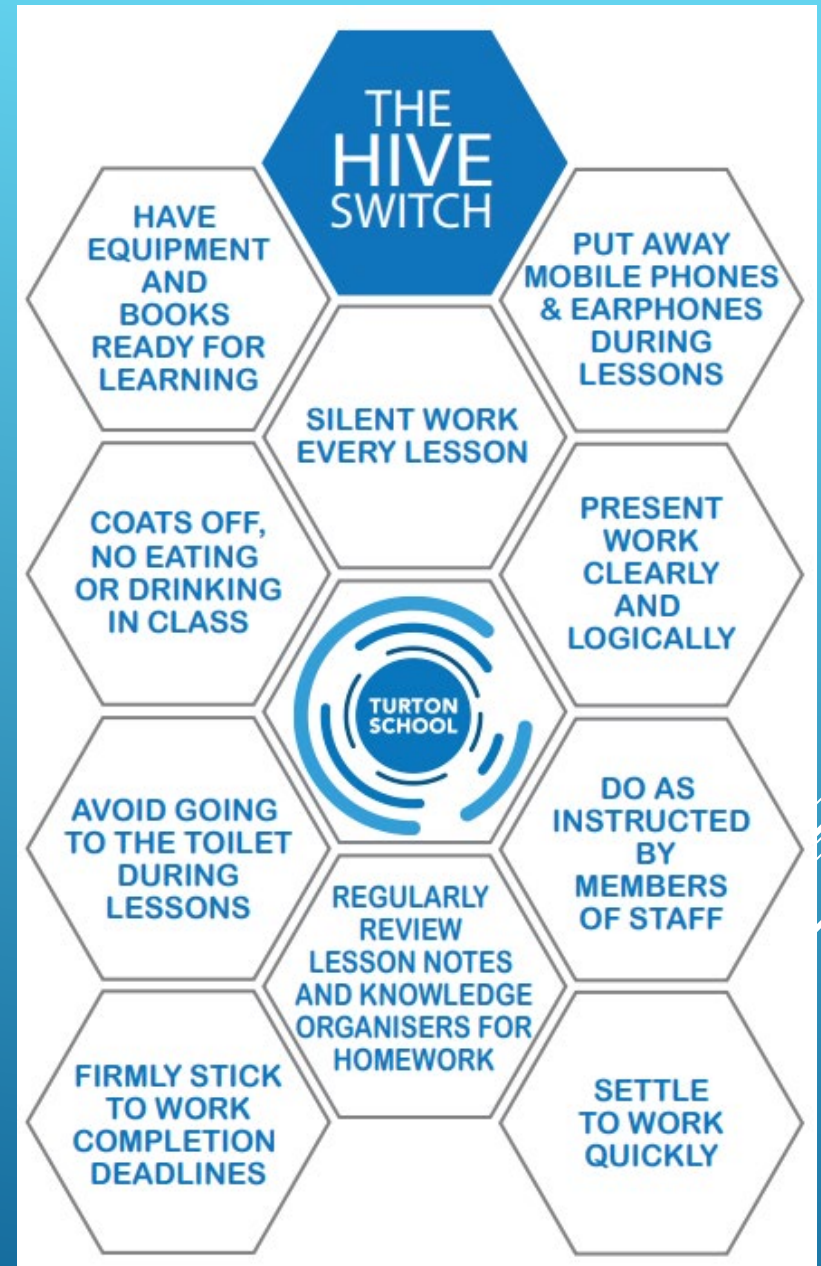 THE
HIVE
SWITCH
HAVE
EQUIPMENT
AND
BOOKS
READY FOR
LEARNING
PUT AWAY
MOBILE PHONES
& EARPHONES
DURING
LESSONS
SILENT WORK
EVERY LESSON
COATS OFF,
NO EATING
OR DRINKING
IN CLASS
PRESENT
WORK
CLEARLY
AND
LOGICALLY
TURTON
SCHOOL
AVOID GOING
TO THE TOILET
DURING
LESSONS
DO AS
INSTRUCTED
BY
MEMBERS
OF STAFF
REGULARLY
REVIEW
LESSON NOTES
AND KNOWLEDGE
ORGANISERS FOR
HOMEWORK
FIRMLY STICK
TO WORK
COMPLETION
DEADLINES
SETTLE
TO WORK
QUICKLY